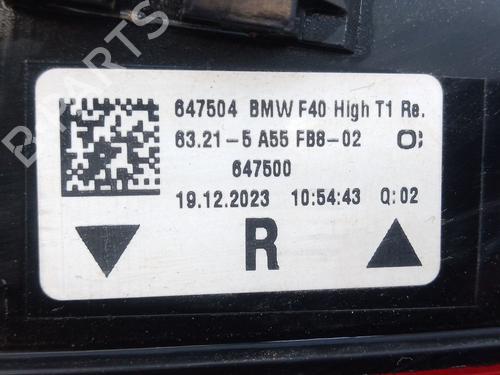 647504 BMW F40 High T1 Re.
63.21-5 A55 FB8-02
647500
19.12.2023 10:54:43 Q:02
R
B-PARTS